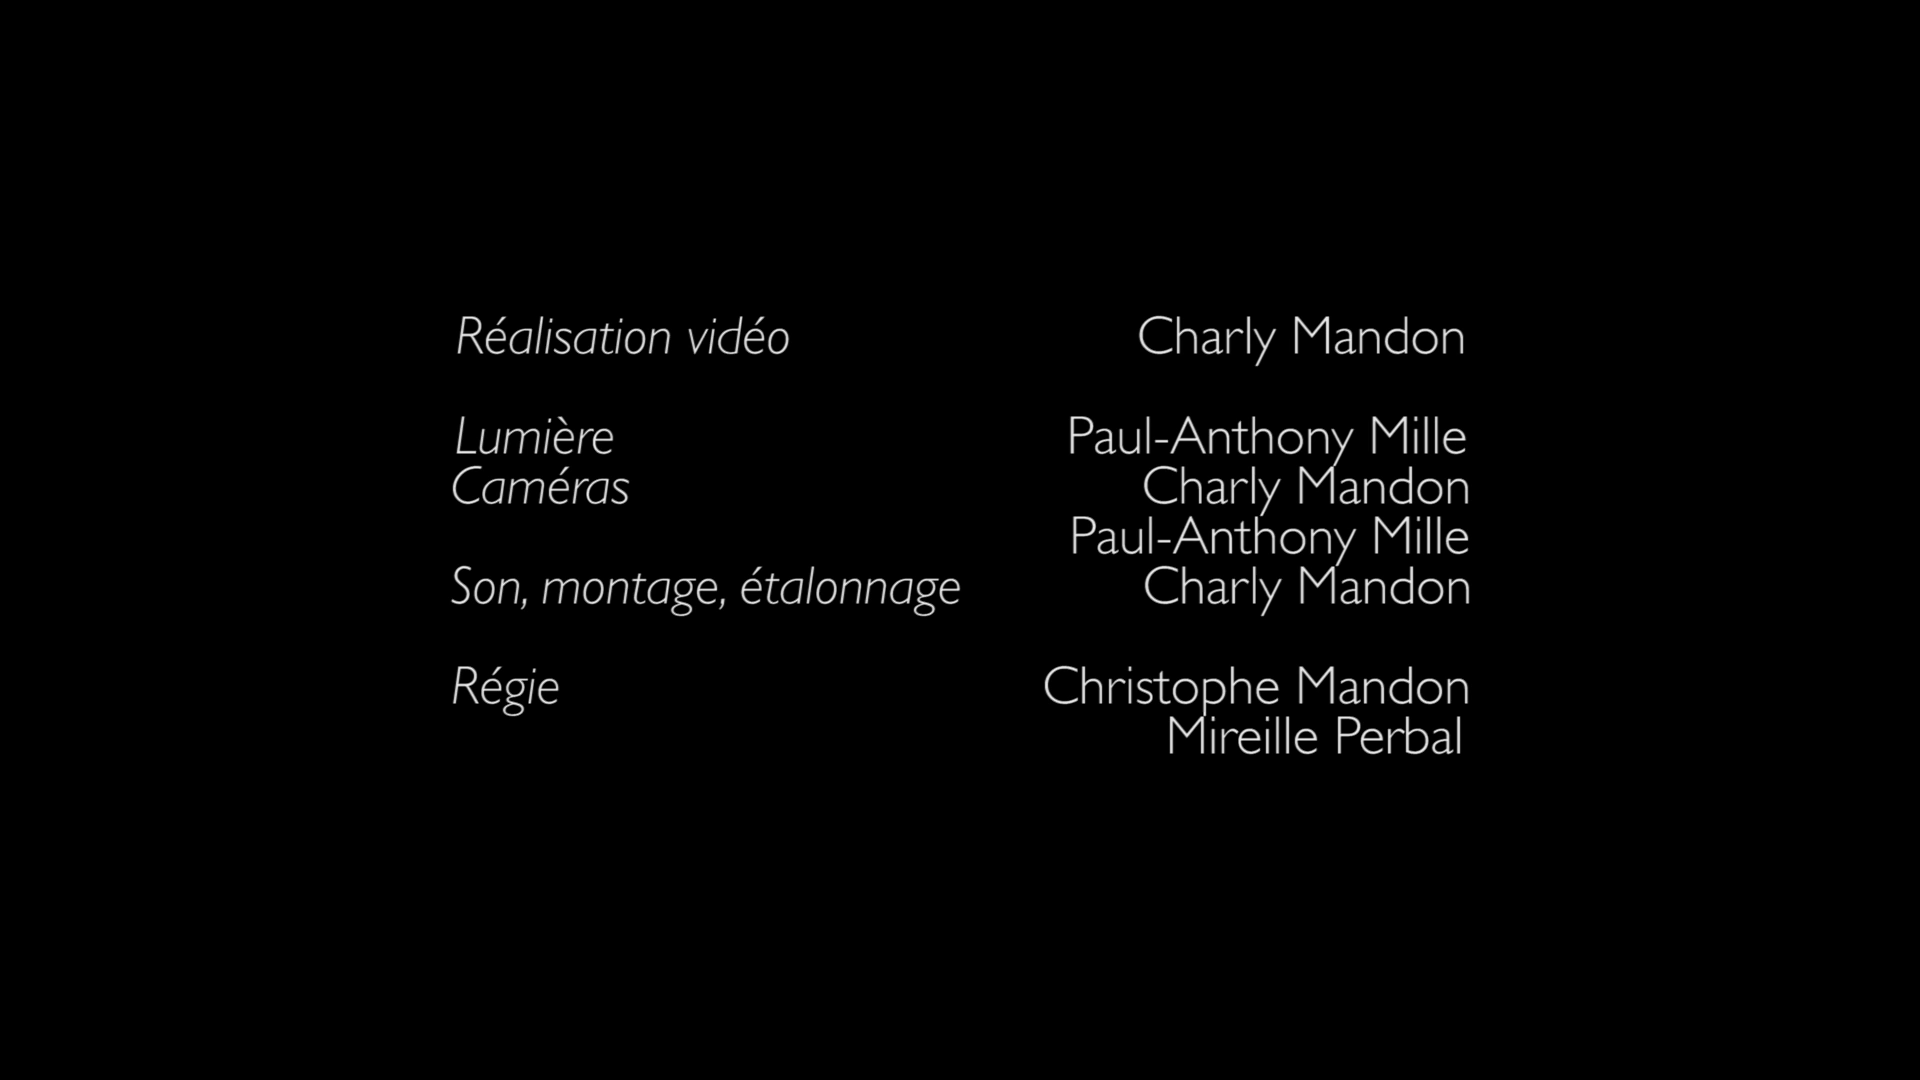 Réalisation vidéo Charly Mandon
Lumière Paul-Anthony Mille
Caméras Charly Mandon
Paul-Anthony Mille
Son, montage, étalonnage Charly Mandon
Régie Christophe Mandon
Mireille Perbal